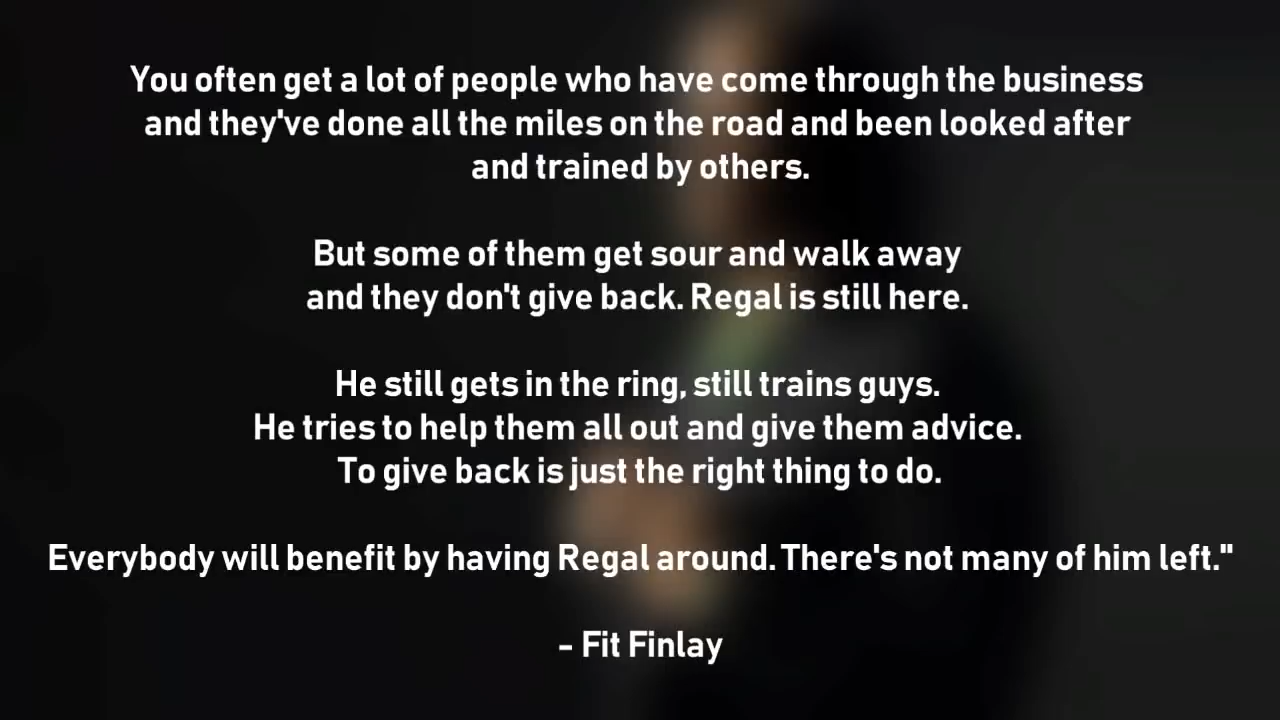 You often get a lot of people who have come through the business
and they've done all the miles on the road and been looked after
and trained by others.
But some of them get sour and walk away
and they don't give back. Regal is still here.
He still gets in the ring, still trains guys.
He tries to help them all out and give them advice.
To give back is just the right thing to do.
Everybody will benefit by having Regal around. There's not many of him left."
- Fit Finlay